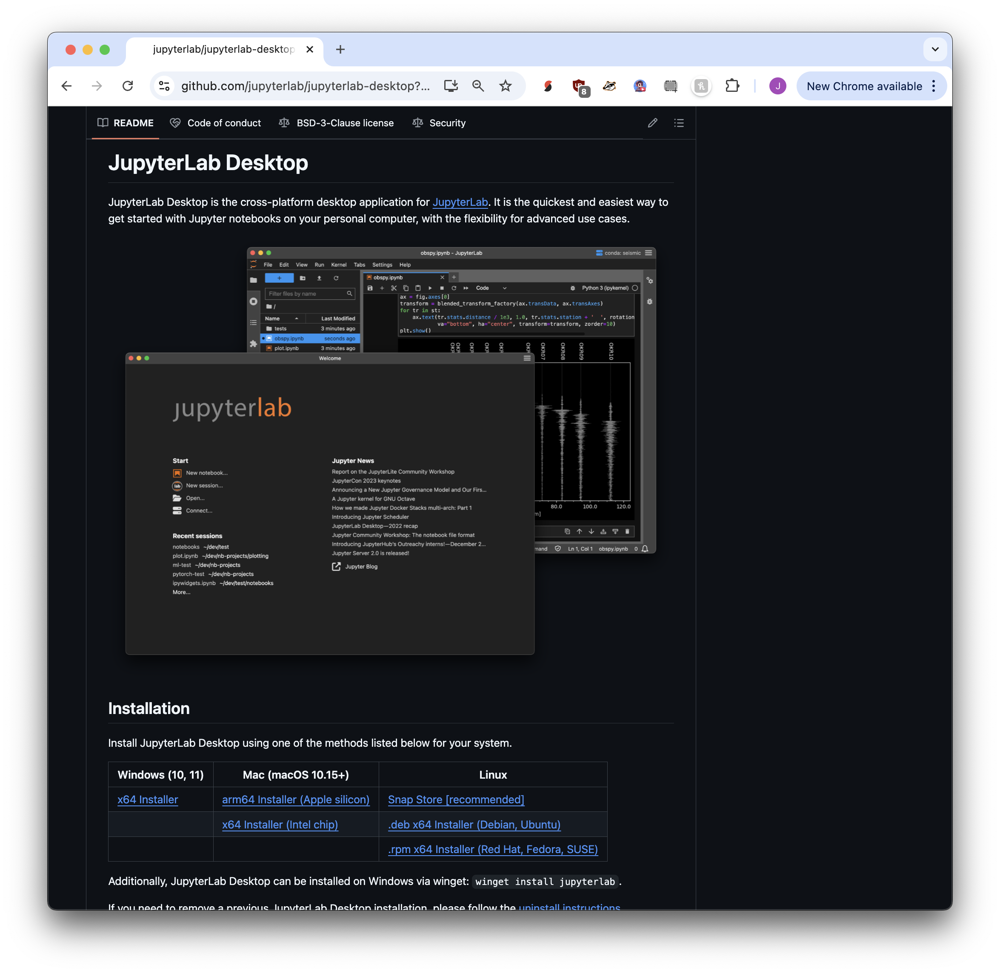 jupyterlab/jupyterlab-desktop
github.com/jupyterlab/jupyterlab-desktop?...
8
J
New Chrome available
README
Code of conduct
BSD-3-Clause license
Security
JupyterLab Desktop
JupyterLab Desktop is the cross-platform desktop application for JupyterLab. It is the quickest and easiest way to
get started with Jupyter notebooks on your personal computer, with the flexibility for advanced use cases.
obspy.ipynb - JupyterLab
conda: seismic
File Edit View Run Kernel Tabs Settings Help
obspy.ipynb
Filter files by name
Code
Python 3 (ipykernel)
/
Name
Last Modified
tests 3 minutes ago
obspy.ipynb seconds ago
plot.ipynb 3 minutes ago
ax = fig.axes[0]
transform = blended_transform_factory(ax.transData, ax.transAxes)
for tr in st:
ax.text(tr.stats.distance / 1e3, 1.0, tr.stats.station + '  ', rotation
va="bottom", ha="center", transform=transform, zorder=10)
plt.show()
OKR OKR OKR OKR OKR OKR OKR07 OKR08 OKR09 OKR10
80.0 100.0 120.0
m]
mand
Ln 1, Col 1
obspy.ipynb
0
Welcome
jupyterlab
Start
New notebook...
lab
New session...
Open...
Connect...
Recent sessions
notebooks ~/dev/test
plot.ipynb ~/dev/nb-projects/plotting
ml-test ~/dev/nb-projects
pytorch-test ~/dev/nb-projects
ipywidgets.ipynb ~/dev/test/notebooks
More...
Jupyter News
Report on the JupyterLite Community Workshop
JupyterCon 2023 keynotes
Announcing a New Jupyter Governance Model and Our Firs...
A Jupyter kernel for GNU Octave
How we made Jupyter Docker Stacks multi-arch: Part 1
Introducing Jupyter Scheduler
JupyterLab Desktop—2022 recap
Jupyter Community Workshop: The notebook file format
Introducing JupyterHub's Outreachy interns!—December 2...
Jupyter Server 2.0 is released!
Jupyter Blog
Installation
Install JupyterLab Desktop using one of the methods listed below for your system.
Windows (10, 11) Mac (macOS 10.15+) Linux
x64 Installer arm64 Installer (Apple silicon) Snap Store [recommended]
x64 Installer (Intel chip) .deb x64 Installer (Debian, Ubuntu)
.rpm x64 Installer (Red Hat, Fedora, SUSE)
Additionally, JupyterLab Desktop can be installed on Windows via winget: winget install jupyterlab.
If you need to remove a previous JupyterLab Desktop installation, please follow the uninstall instructions